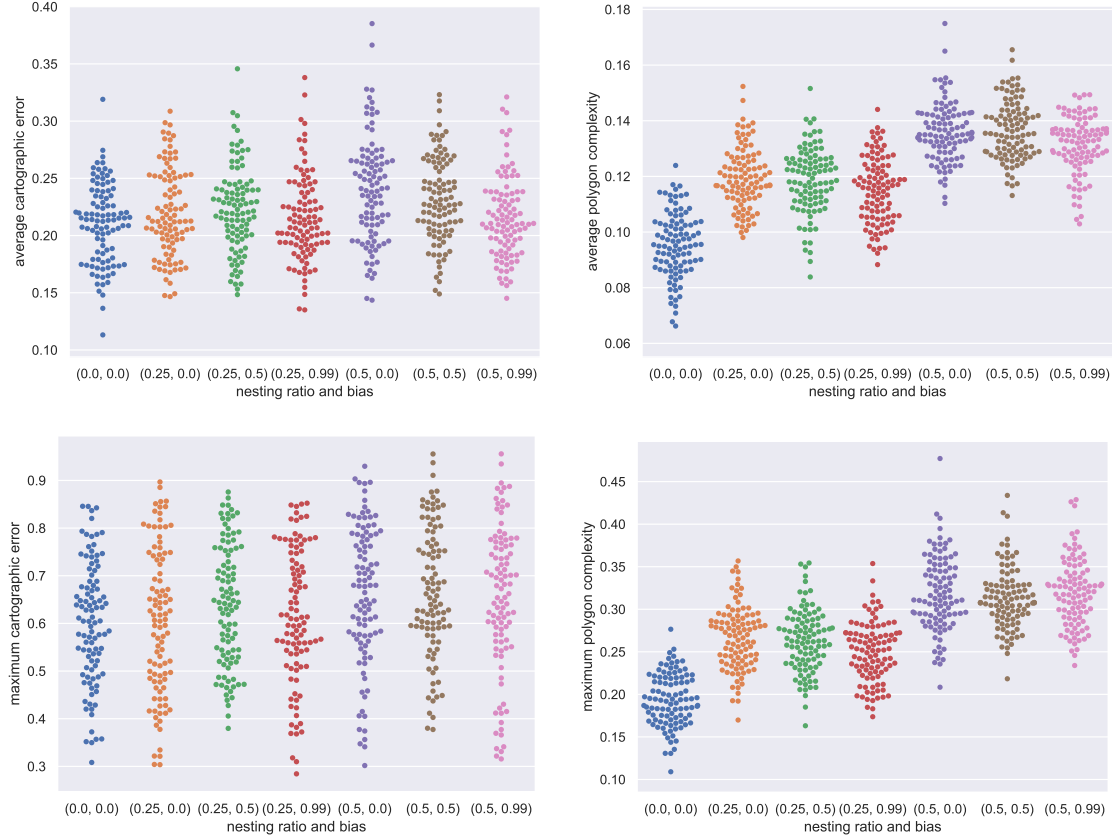 average cartographic error
0.40
0.35
0.30
0.25
0.20
0.15
0.10
(0.0, 0.0) (0.25, 0.0) (0.25, 0.5) (0.25, 0.99) (0.5, 0.0) (0.5, 0.5) (0.5, 0.99)
nesting ratio and bias
average polygon complexity
0.18
0.16
0.14
0.12
0.10
0.08
0.06
(0.0, 0.0) (0.25, 0.0) (0.25, 0.5) (0.25, 0.99) (0.5, 0.0) (0.5, 0.5) (0.5, 0.99)
nesting ratio and bias
maximum cartographic error
0.9
0.8
0.7
0.6
0.5
0.4
0.3
(0.0, 0.0) (0.25, 0.0) (0.25, 0.5) (0.25, 0.99) (0.5, 0.0) (0.5, 0.5) (0.5, 0.99)
nesting ratio and bias
maximum polygon complexity
0.45
0.40
0.35
0.30
0.25
0.20
0.15
0.10
(0.0, 0.0) (0.25, 0.0) (0.25, 0.5) (0.25, 0.99) (0.5, 0.0) (0.5, 0.5) (0.5, 0.99)
nesting ratio and bias